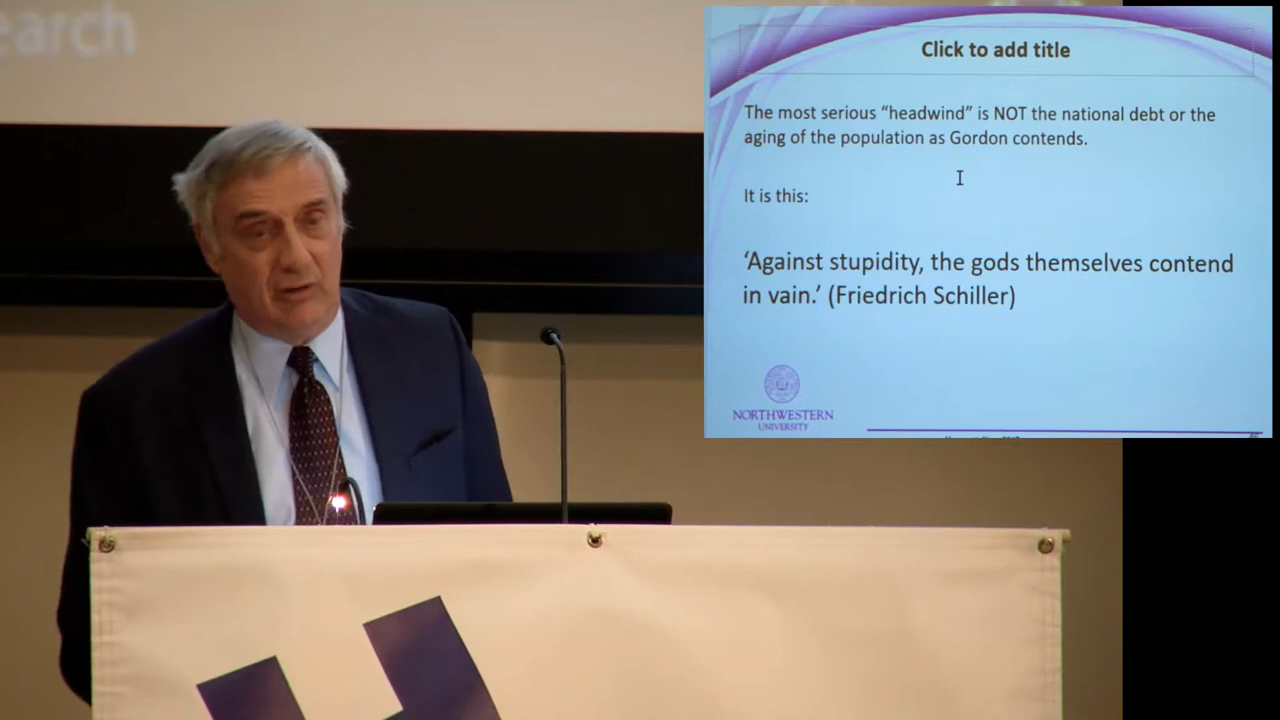 earch
Click to add title
The most serious “headwind” is NOT the national debt or the
aging of the population as Gordon contends.
It is this:
‘Against stupidity, the gods themselves contend
in vain.’ (Friedrich Schiller)
NORTHWESTERN
UNIVERSITY